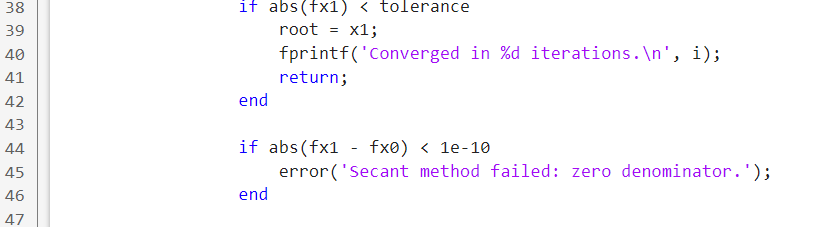 38 if abs(fx1) < tolerance
39 root = x1;
40 fprintf('Converged in %d iterations.\n', i);
41 return;
42 end
43
44 if abs(fx1 - fx0) < 1e-10
45 error('Secant method failed: zero denominator.');
46 end
47